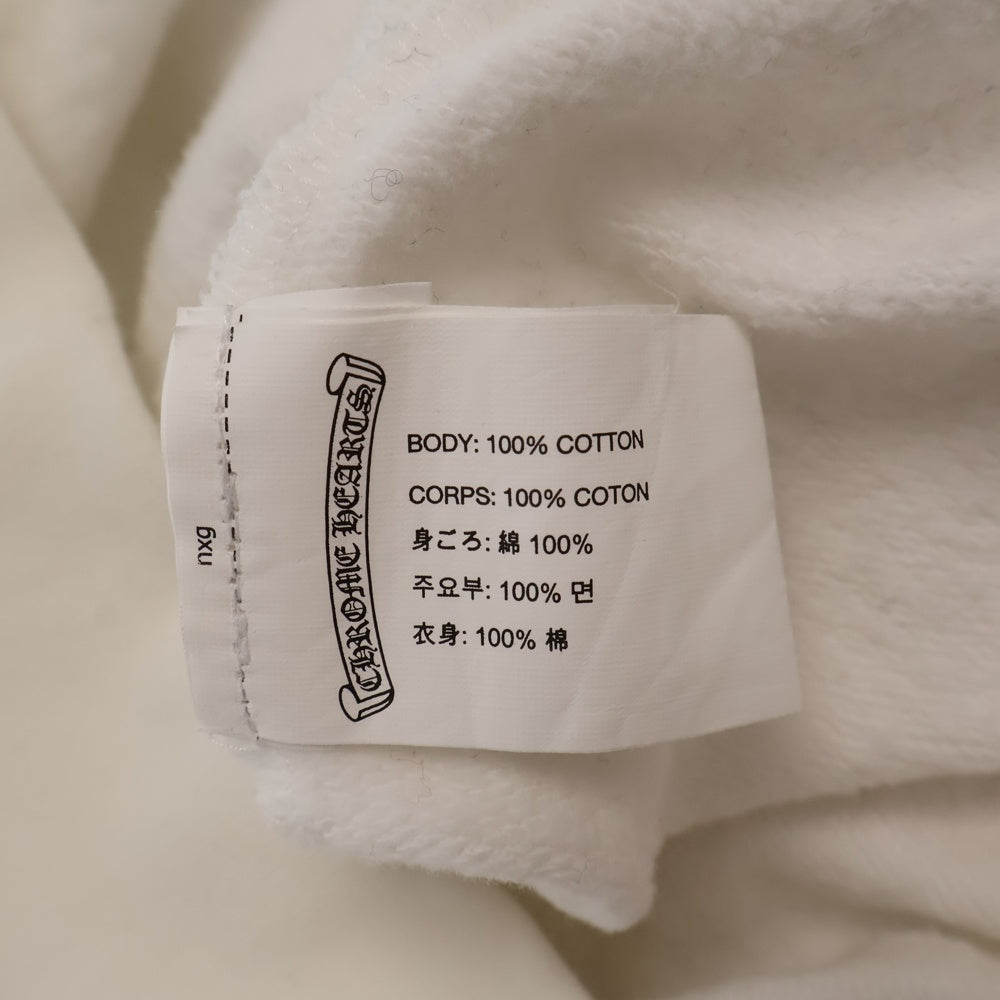 nxg
CHROME HEARTS
BODY: 100% COTTON
CORPS: 100% COTON
身ごろ: 綿 100%
주요부: 100% 면
衣身: 100% 棉